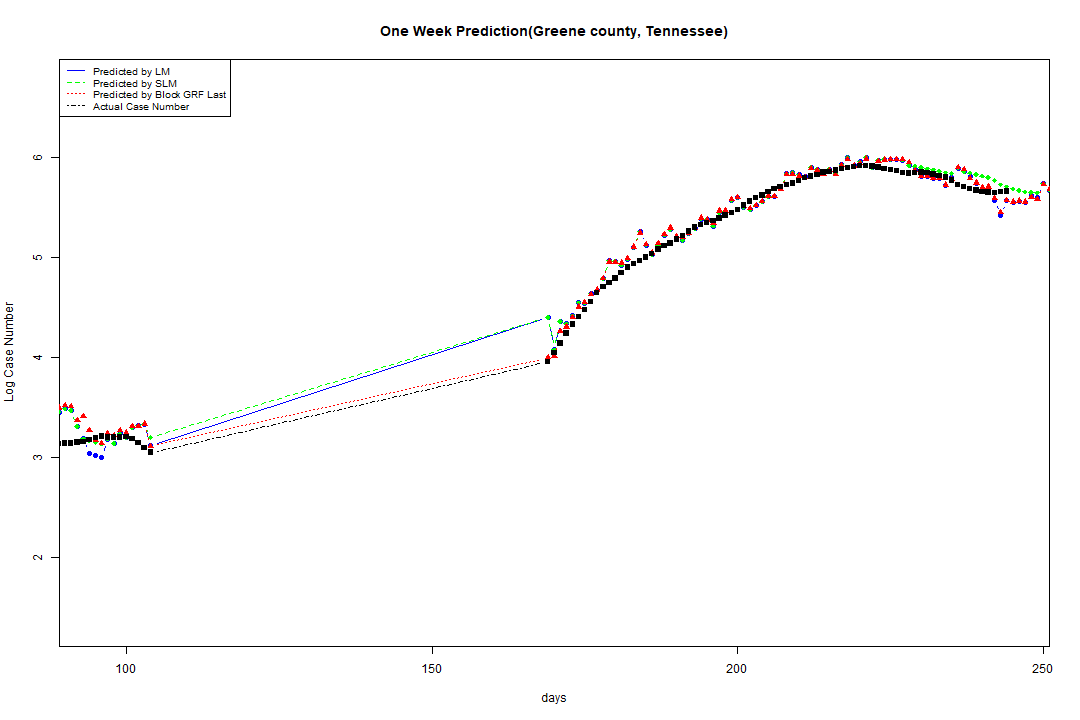 One Week Prediction(Greene county, Tennessee)
Predicted by LM
Predicted by SLM
Predicted by Block GRF Last
Actual Case Number
6
5
4
3
2
Log Case Number
100 150 200 250
days